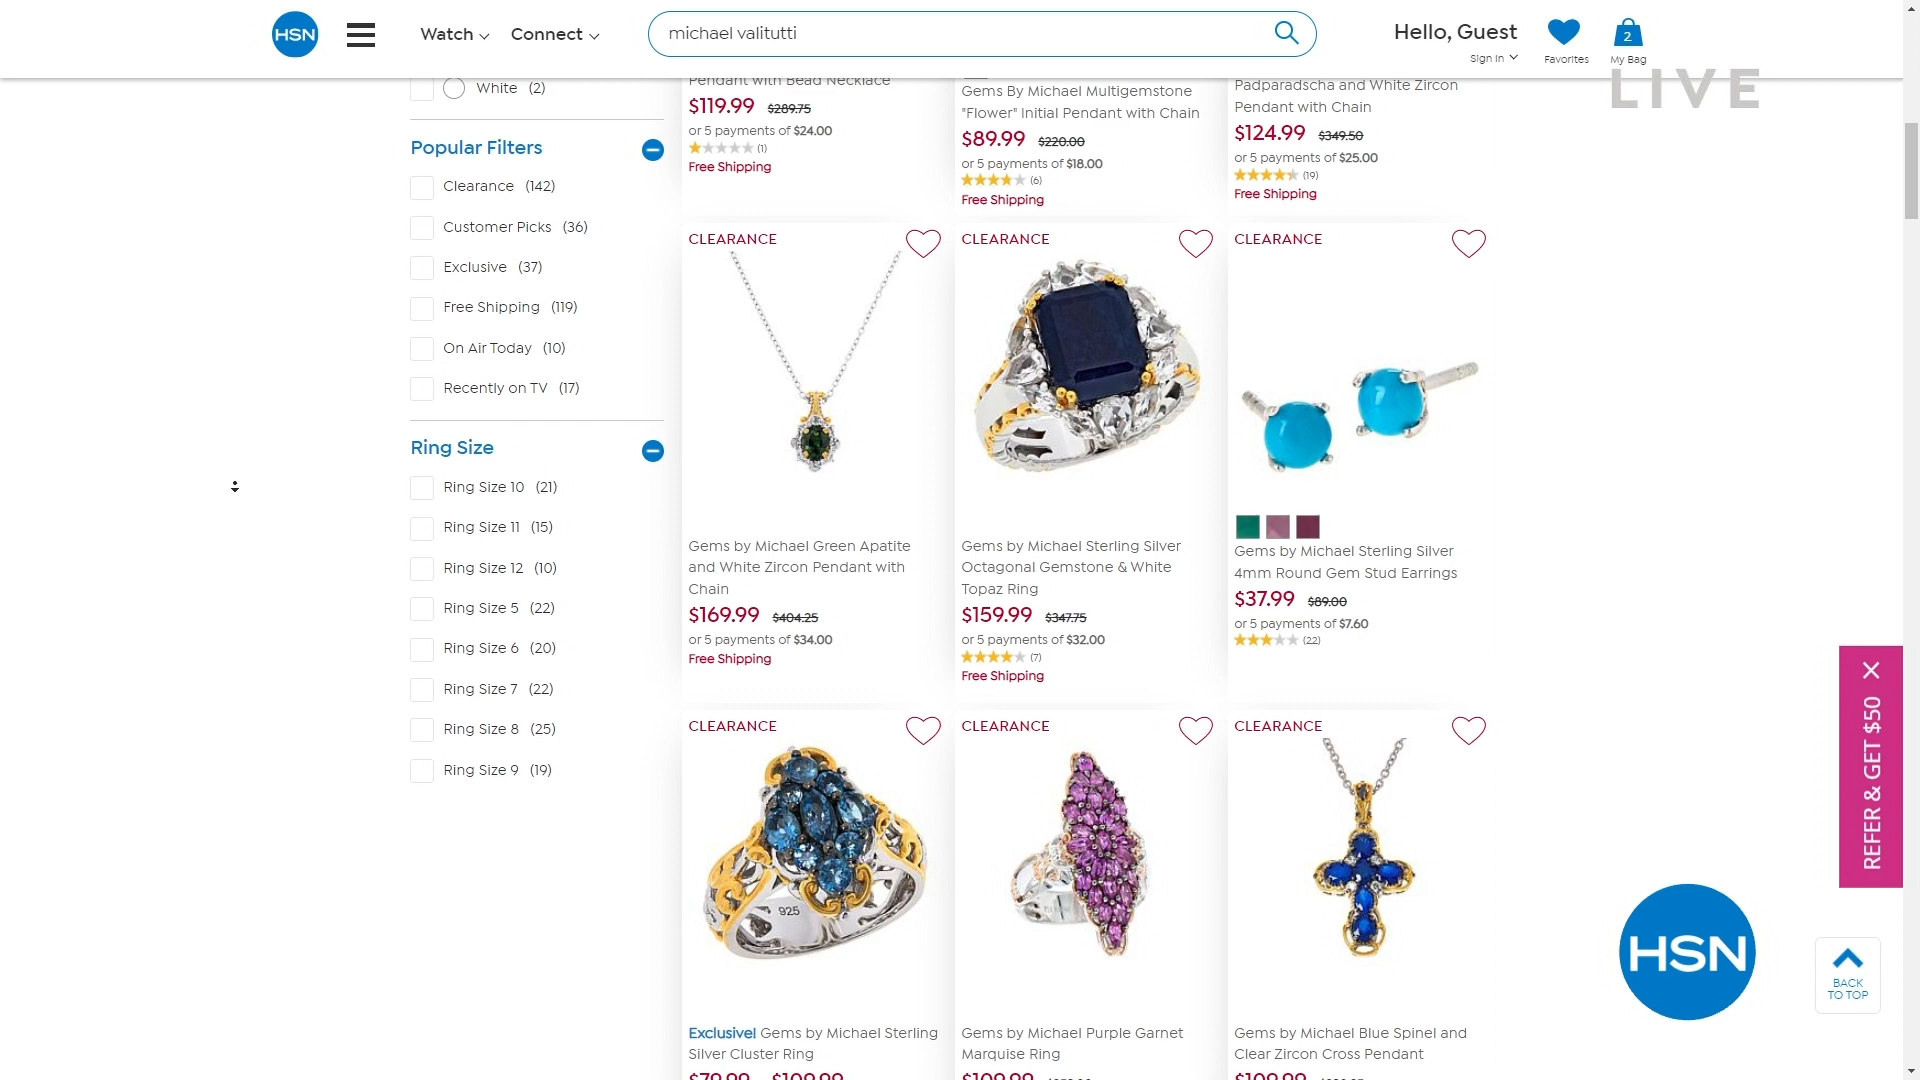 HSN
Watch
Connect
michael valitutti
Hello, Guest
Sign In
Favorites
2
My Bag
LIVE
White (2)
Popular Filters
Clearance (142)
Customer Picks (36)
Exclusive (37)
Free Shipping (119)
On Air Today (10)
Recently on TV (17)
Ring Size
Ring Size 10 (21)
Ring Size 11 (15)
Ring Size 12 (10)
Ring Size 5 (22)
Ring Size 6 (20)
Ring Size 7 (22)
Ring Size 8 (25)
Ring Size 9 (19)
Pendant with Bead Necklace
$119.99 $289.75
or 5 payments of $24.00
(1)
Free Shipping
Gems By Michael Multigemstone
"Flower" Initial Pendant with Chain
$89.99 $220.00
or 5 payments of $18.00
(6)
Free Shipping
Padparadscha and White Zircon
Pendant with Chain
$124.99 $349.50
or 5 payments of $25.00
(19)
Free Shipping
CLEARANCE
Gems by Michael Green Apatite
and White Zircon Pendant with
Chain
$169.99 $404.25
or 5 payments of $34.00
Free Shipping
CLEARANCE
Gems by Michael Sterling Silver
Octagonal Gemstone & White
Topaz Ring
$159.99 $347.75
or 5 payments of $32.00
(7)
Free Shipping
CLEARANCE
Gems by Michael Sterling Silver
4mm Round Gem Stud Earrings
$37.99 $89.00
or 5 payments of $7.60
(22)
CLEARANCE
925
Exclusive! Gems by Michael Sterling
Silver Cluster Ring
$79.99 - $109.99
CLEARANCE
Gems by Michael Purple Garnet
Marquise Ring
$109.99
CLEARANCE
Gems by Michael Blue Spinel and
Clear Zircon Cross Pendant
$109.99
REFER & GET $50
HSN
BACK
TO TOP